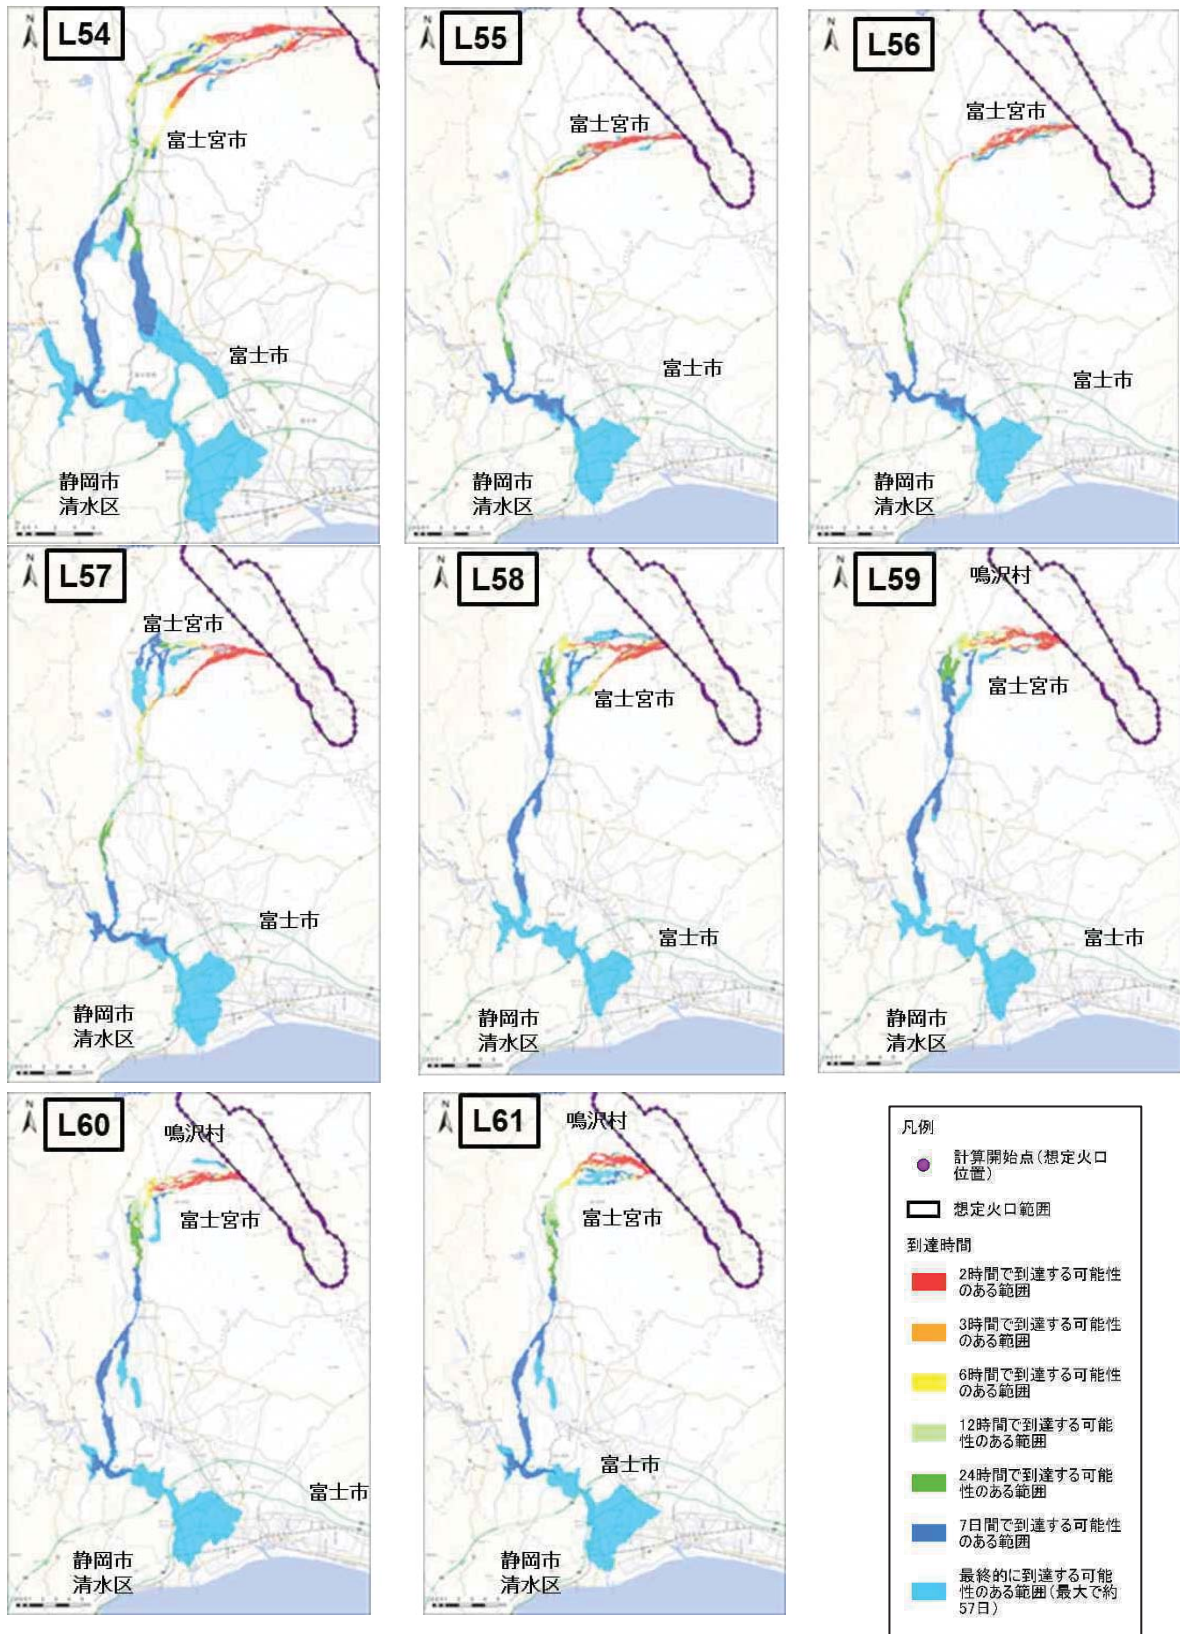 L54
富士宮市
富士市
静岡市
清水区
L55
富士宮市
富士市
静岡市
清水区
L56
富士宮市
富士市
静岡市
清水区
L57
富士宮市
富士市
静岡市
清水区
L58
富士宮市
富士市
静岡市
清水区
L59
鳴沢村
富士宮市
富士市
静岡市
清水区
L60
鳴沢村
富士宮市
富士市
静岡市
清水区
L61
鳴沢村
富士宮市
富士市
静岡市
清水区
凡例
計算開始点(想定火口
位置)
想定火口範囲
到達時間
2時間で到達する可能性
のある範囲
3時間で到達する可能性
のある範囲
6時間で到達する可能性
のある範囲
12時間で到達する可能
性のある範囲
24時間で到達する可能
性のある範囲
7日間で到達する可能性
のある範囲
最終的に到達する可能
性のある範囲(最大で約
57日)